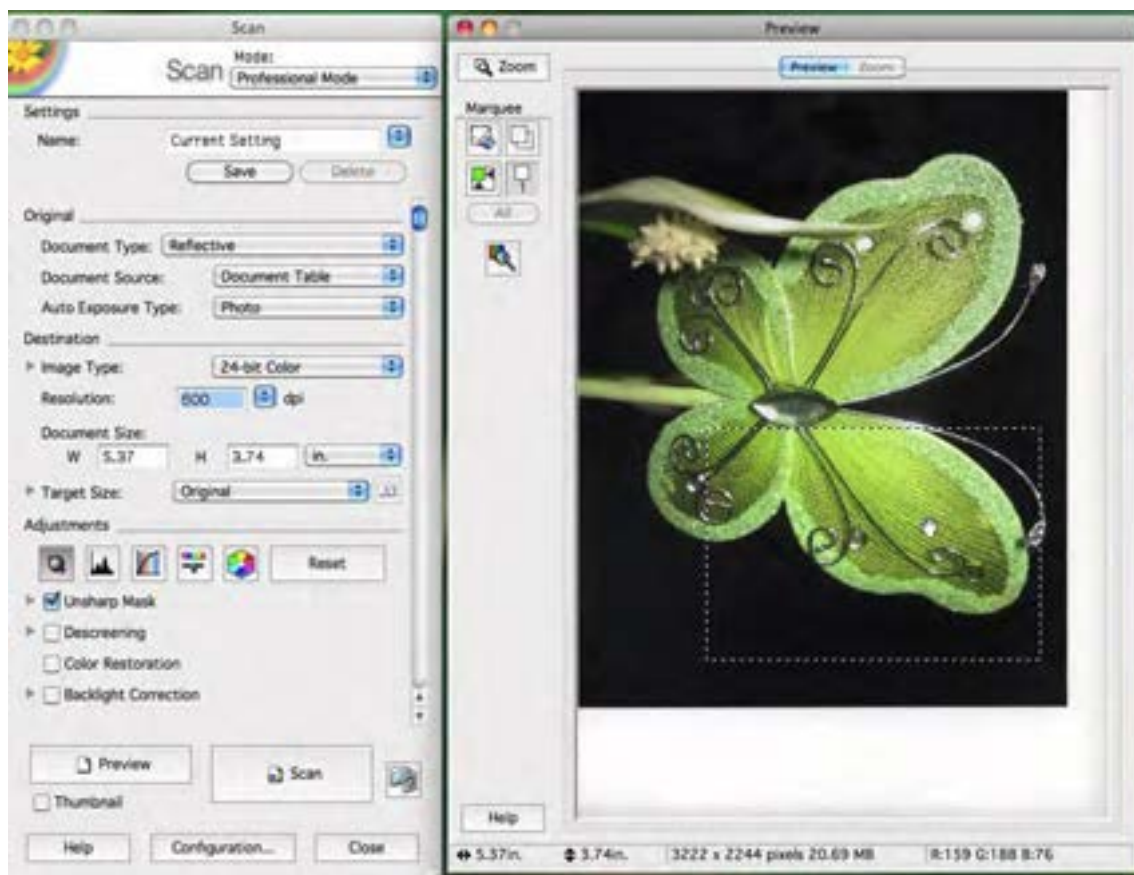 Scan
Mode:
Scan Professional Mode
Settings
Name: Current Setting
Save Delete
Original
Document Type: Reflective
Document Source: Document Table
Auto Exposure Type: Photo
Destination
Image Type: 24-bit Color
Resolution: 600 dpi
Document Size:
W 5.37 H 3.74 in.
Target Size: Original
Adjustments
Reset
Unsharp Mask
Descreening
Color Restoration
Backlight Correction
Preview
Scan
Thumbnail
Help Configuration... Close
Preview
Zoom
Preview Zoom
Marquee
All
Help
5.37in. 3.74in. 3222 x 2244 pixels 20.69 MB R:159 G:188 B:76